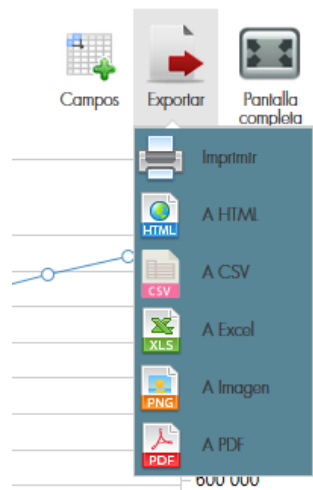 Campos
Exportar
Pantalla
completa
Imprimir
HTML
A HTML
CSV
A CSV
XLS
A Excel
PNG
A Imagen
PDF
A PDF
600 000